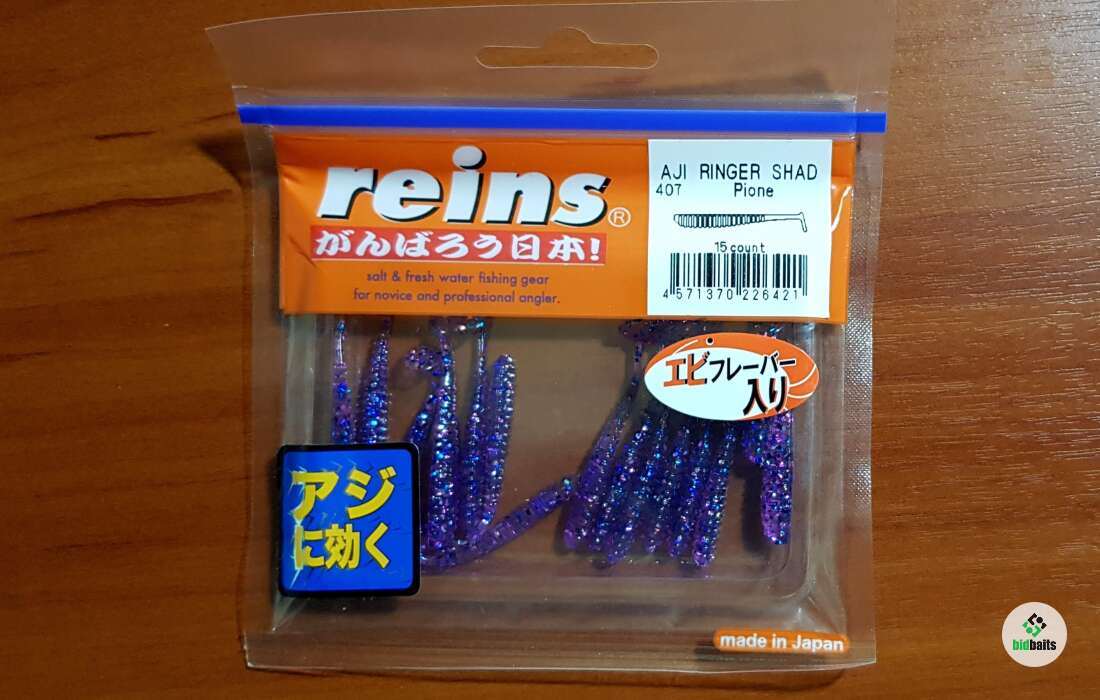 reins®
がんばろう日本!
salt & fresh water fishing gear
for novice and professional angler.
AJI RINGER SHAD
407 Pione
15 count
4 571370 226421
エビフレーバー
入り
アジ
に効く
made in Japan
bidbaits